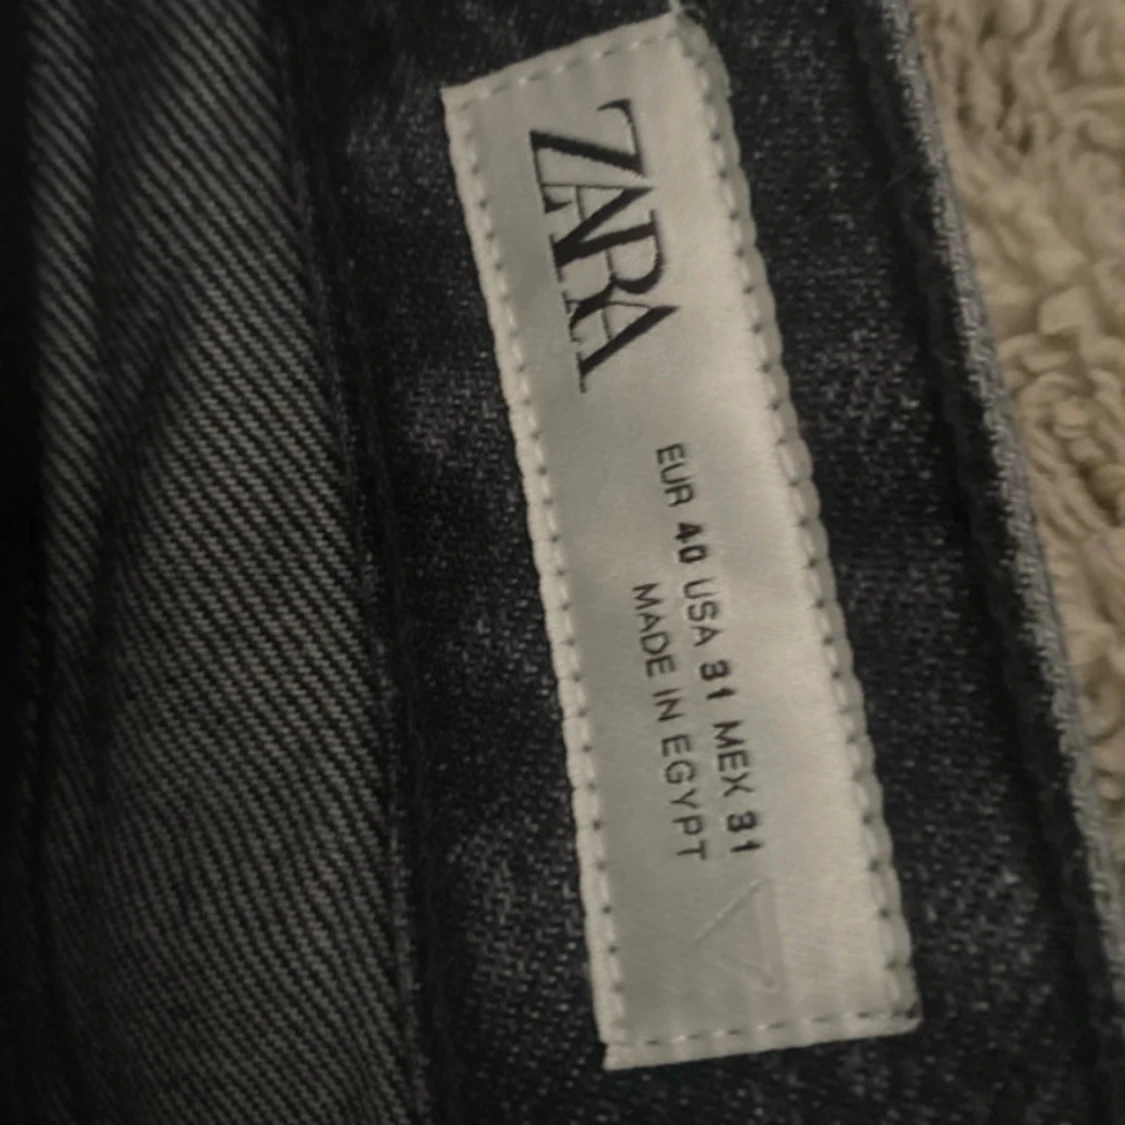 ZARA
EUR 40 USA 31 MEX 31
MADE IN EGYPT